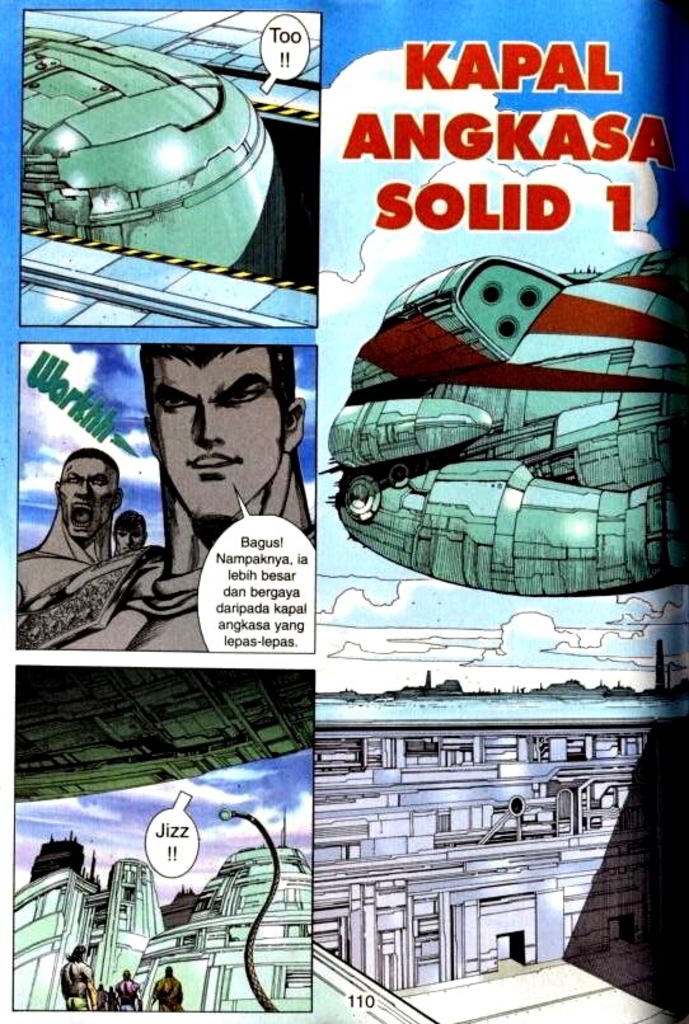 Too
!!
KAPAL
ANGKASA
SOLID 1
Workhh
Bagus!
Nampaknya, ia
lebih besar
dan bergaya
daripada kapal
angkasa yang
lepas-lepas.
Jizz
!!
110